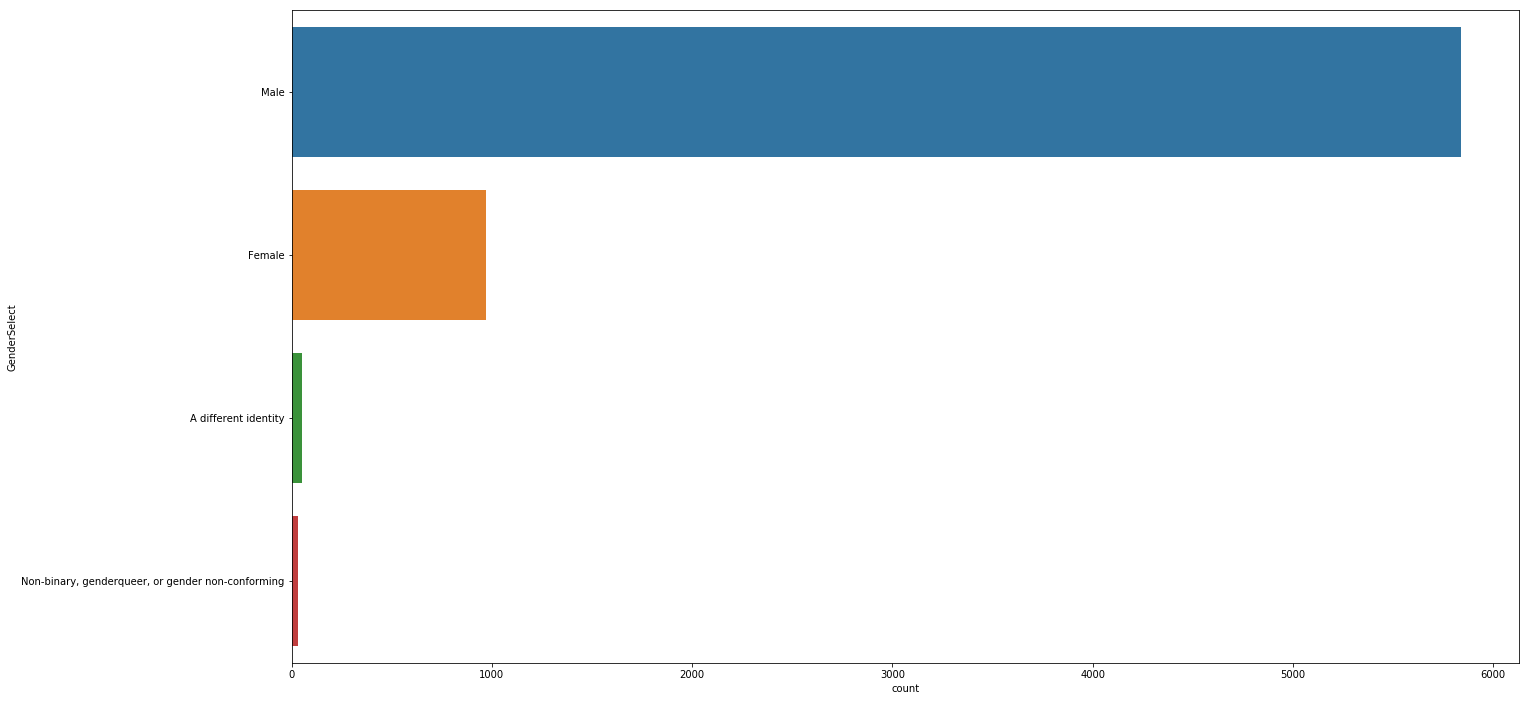 Male
Female
A different identity
Non-binary, genderqueer, or gender non-conforming
GenderSelect
0 1000 2000 3000 4000 5000 6000
count